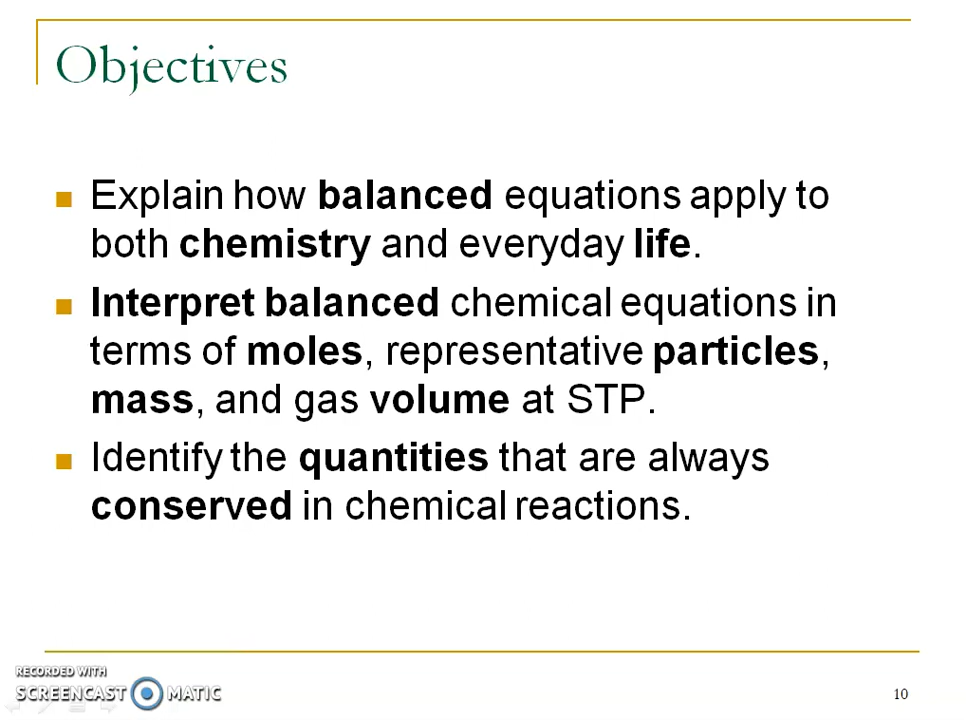 Objectives
Explain how balanced equations apply to
both chemistry and everyday life.
Interpret balanced chemical equations in
terms of moles, representative particles,
mass, and gas volume at STP.
Identify the quantities that are always
conserved in chemical reactions.
RECORDED WITH
SCREENCAST MATIC
10